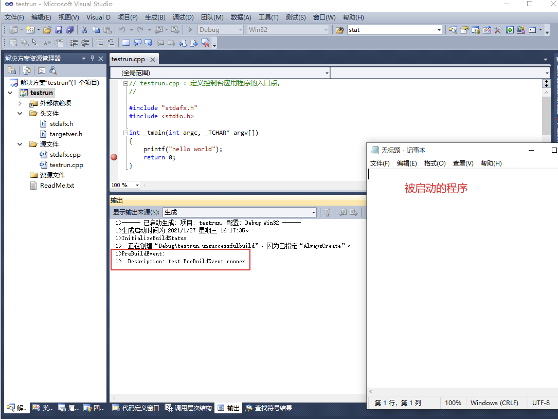 testrun - Microsoft Visual Studio
文件(F) 编辑(E) 视图(V) Visual D 项目(P) 生成(B) 调试(D) 团队(M) 数据(A) 工具(T) 测试(S) 窗口(W) 帮助(H)
Debug Win32 stat
解决方案资源管理器
解决方案"testrun"(1 个项目)
testrun
外部依赖项
头文件
stdafx.h
targetver.h
源文件
stdafx.cpp
testrun.cpp
资源文件
ReadMe.txt
testrun.cpp
(全局范围)
// testrun.cpp : 定义控制台应用程序的入口点。
//
#include "stdafx.h"
#include <stdio.h>
int _tmain(int argc, _TCHAR* argv[])
{
printf("hello world");
return 0;
}
100 %
输出
显示输出来源(S): 生成
1>------ 已启动生成: 项目: testrun, 配置: Debug Win32 ------
1>InitializeBuildStatus:
1> 正在创建"Debug\testrun.unsuccessfulbuild"，因为已指定"AlwaysCreate"。
1>PreBuildEvent:
1> Description: test PreBuildEvent
无标题 - 记事本
文件(F) 编辑(E) 格式(O) 查看(V) 帮助(H)
被启动的程序
第 1 行，第 1 列 100% Windows (CRLF) UTF-8
解... 类... 属... 代码定义窗口 调用层次结构 输出 查找符号结果